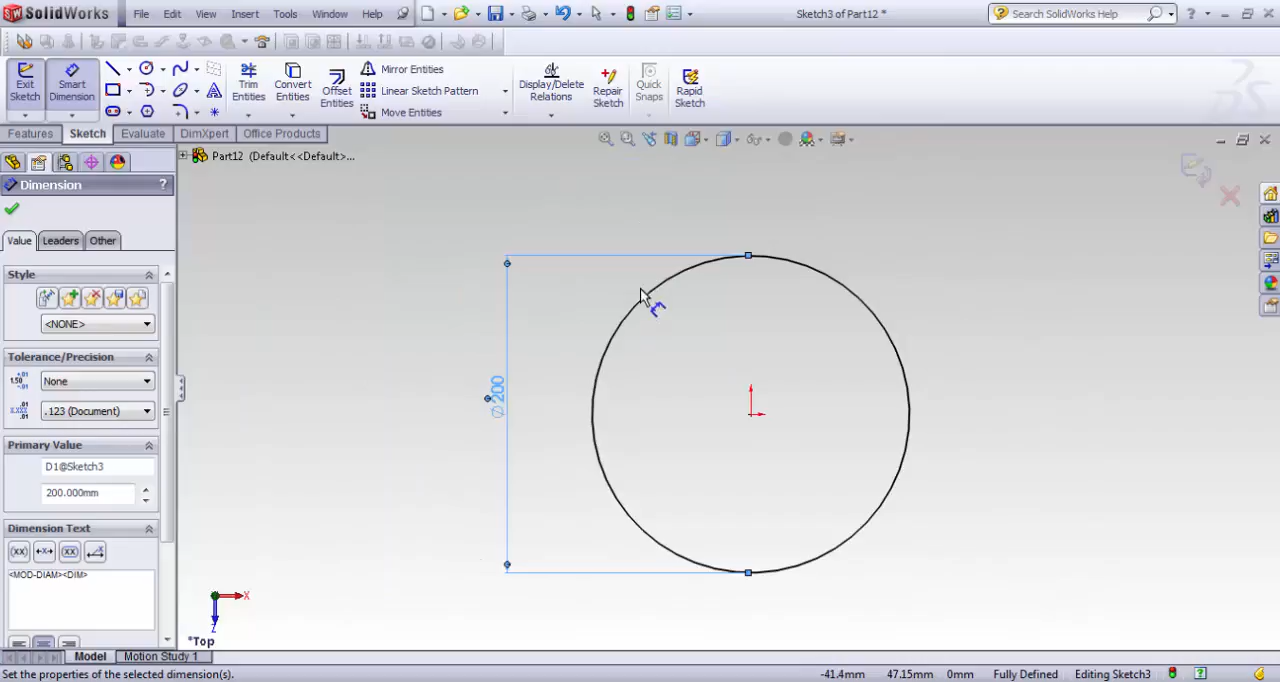 SolidWorks File Edit View Insert Tools Window Help Sketch3 of Part12 * Search SolidWorks Help
Exit Sketch
Smart Dimension
Trim Entities
Convert Entities
Offset Entities
Mirror Entities
Linear Sketch Pattern
Move Entities
Display/Delete Relations
Repair Sketch
Quick Snaps
Rapid Sketch
Features Sketch Evaluate DimXpert Office Products
Part12 (Default<<Default>...
Dimension ?
Value Leaders Other
Style
<NONE>
Tolerance/Precision
None
.123 (Document)
Primary Value
D1@Sketch3
200.000mm
Dimension Text
<MOD-DIAM><DIM>
∅200
X
Z
*Top
Model Motion Study 1
Set the properties of the selected dimension(s). -41.4mm 47.15mm 0mm Fully Defined Editing Sketch3